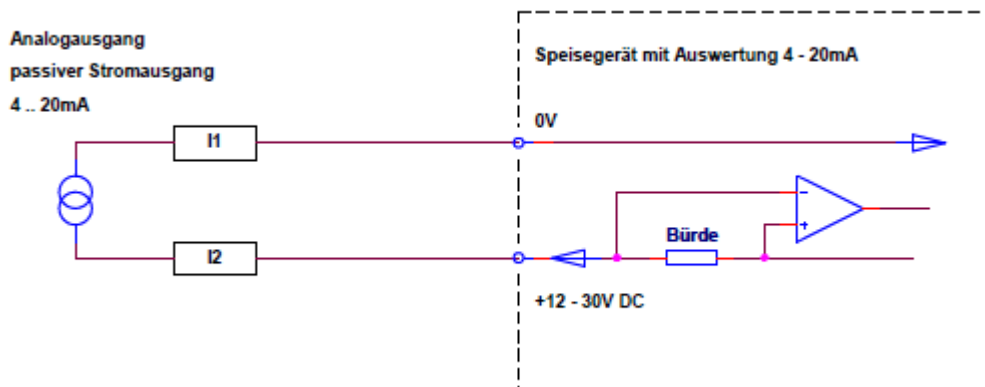 Analogausgang
passiver Stromausgang
4 .. 20mA
Speisegerät mit Auswertung 4 - 20mA
I1
0V
I2
Bürde
+12 - 30V DC
-
+